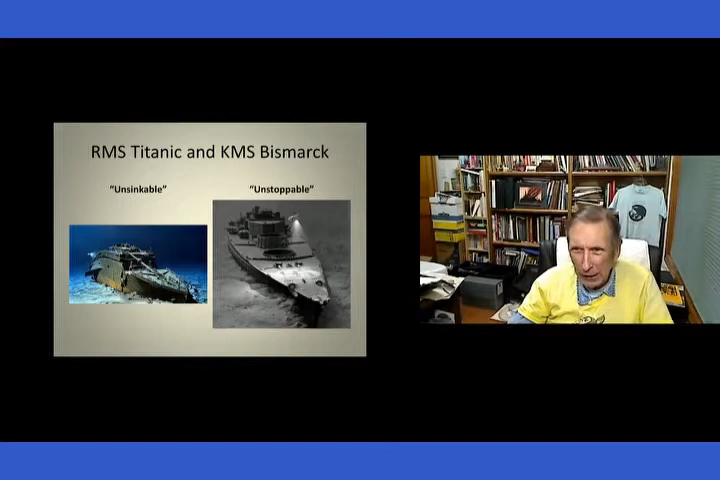 RMS Titanic and KMS Bismarck
“Unsinkable”
“Unstoppable”